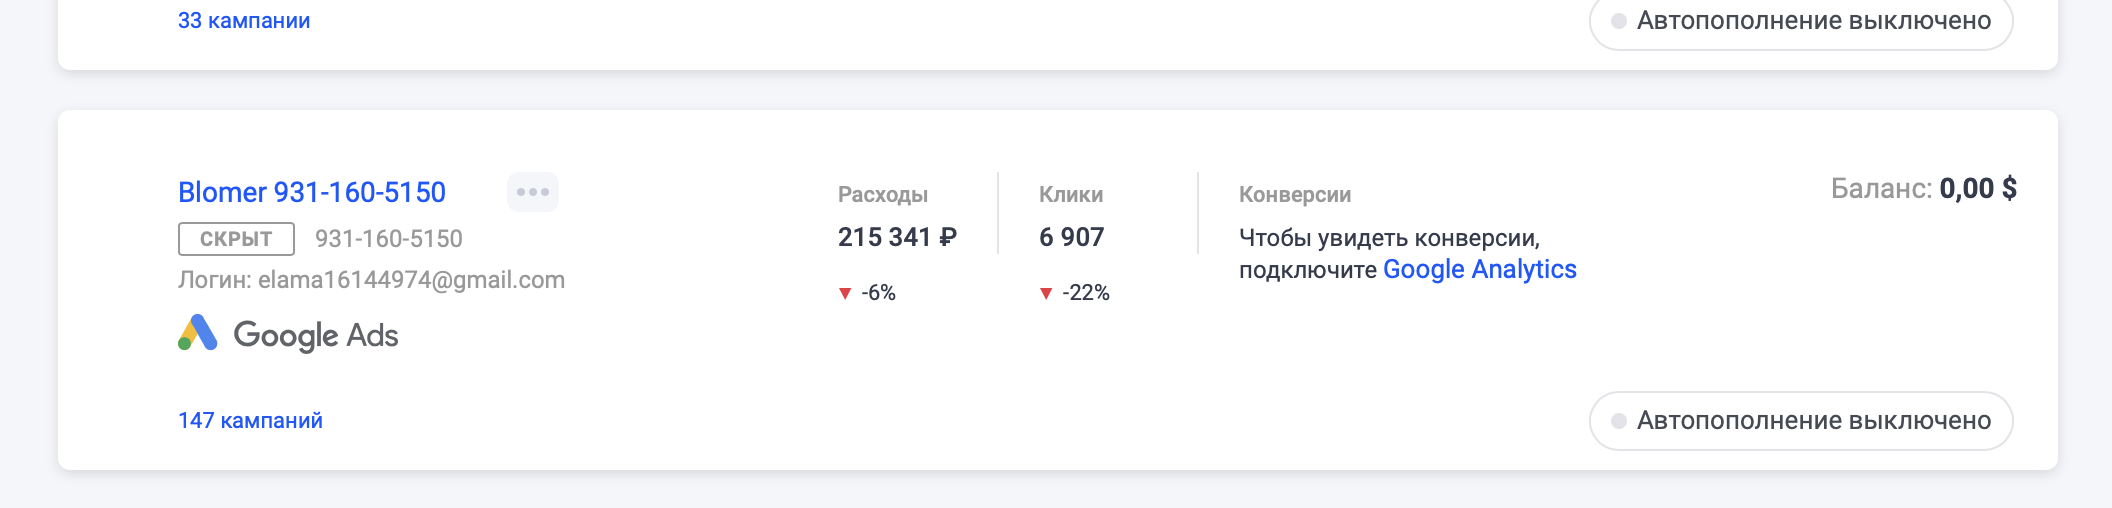 33 кампании
Автопополнение выключено
Blomer 931-160-5150
СКРЫТ 931-160-5150
Логин: elama16144974@gmail.com
Google Ads
147 кампаний
Расходы
215 341 ₽
▼ -6%
Клики
6 907
▼ -22%
Конверсии
Чтобы увидеть конверсии,
подключите Google Analytics
Баланс: 0,00 $
Автопополнение выключено